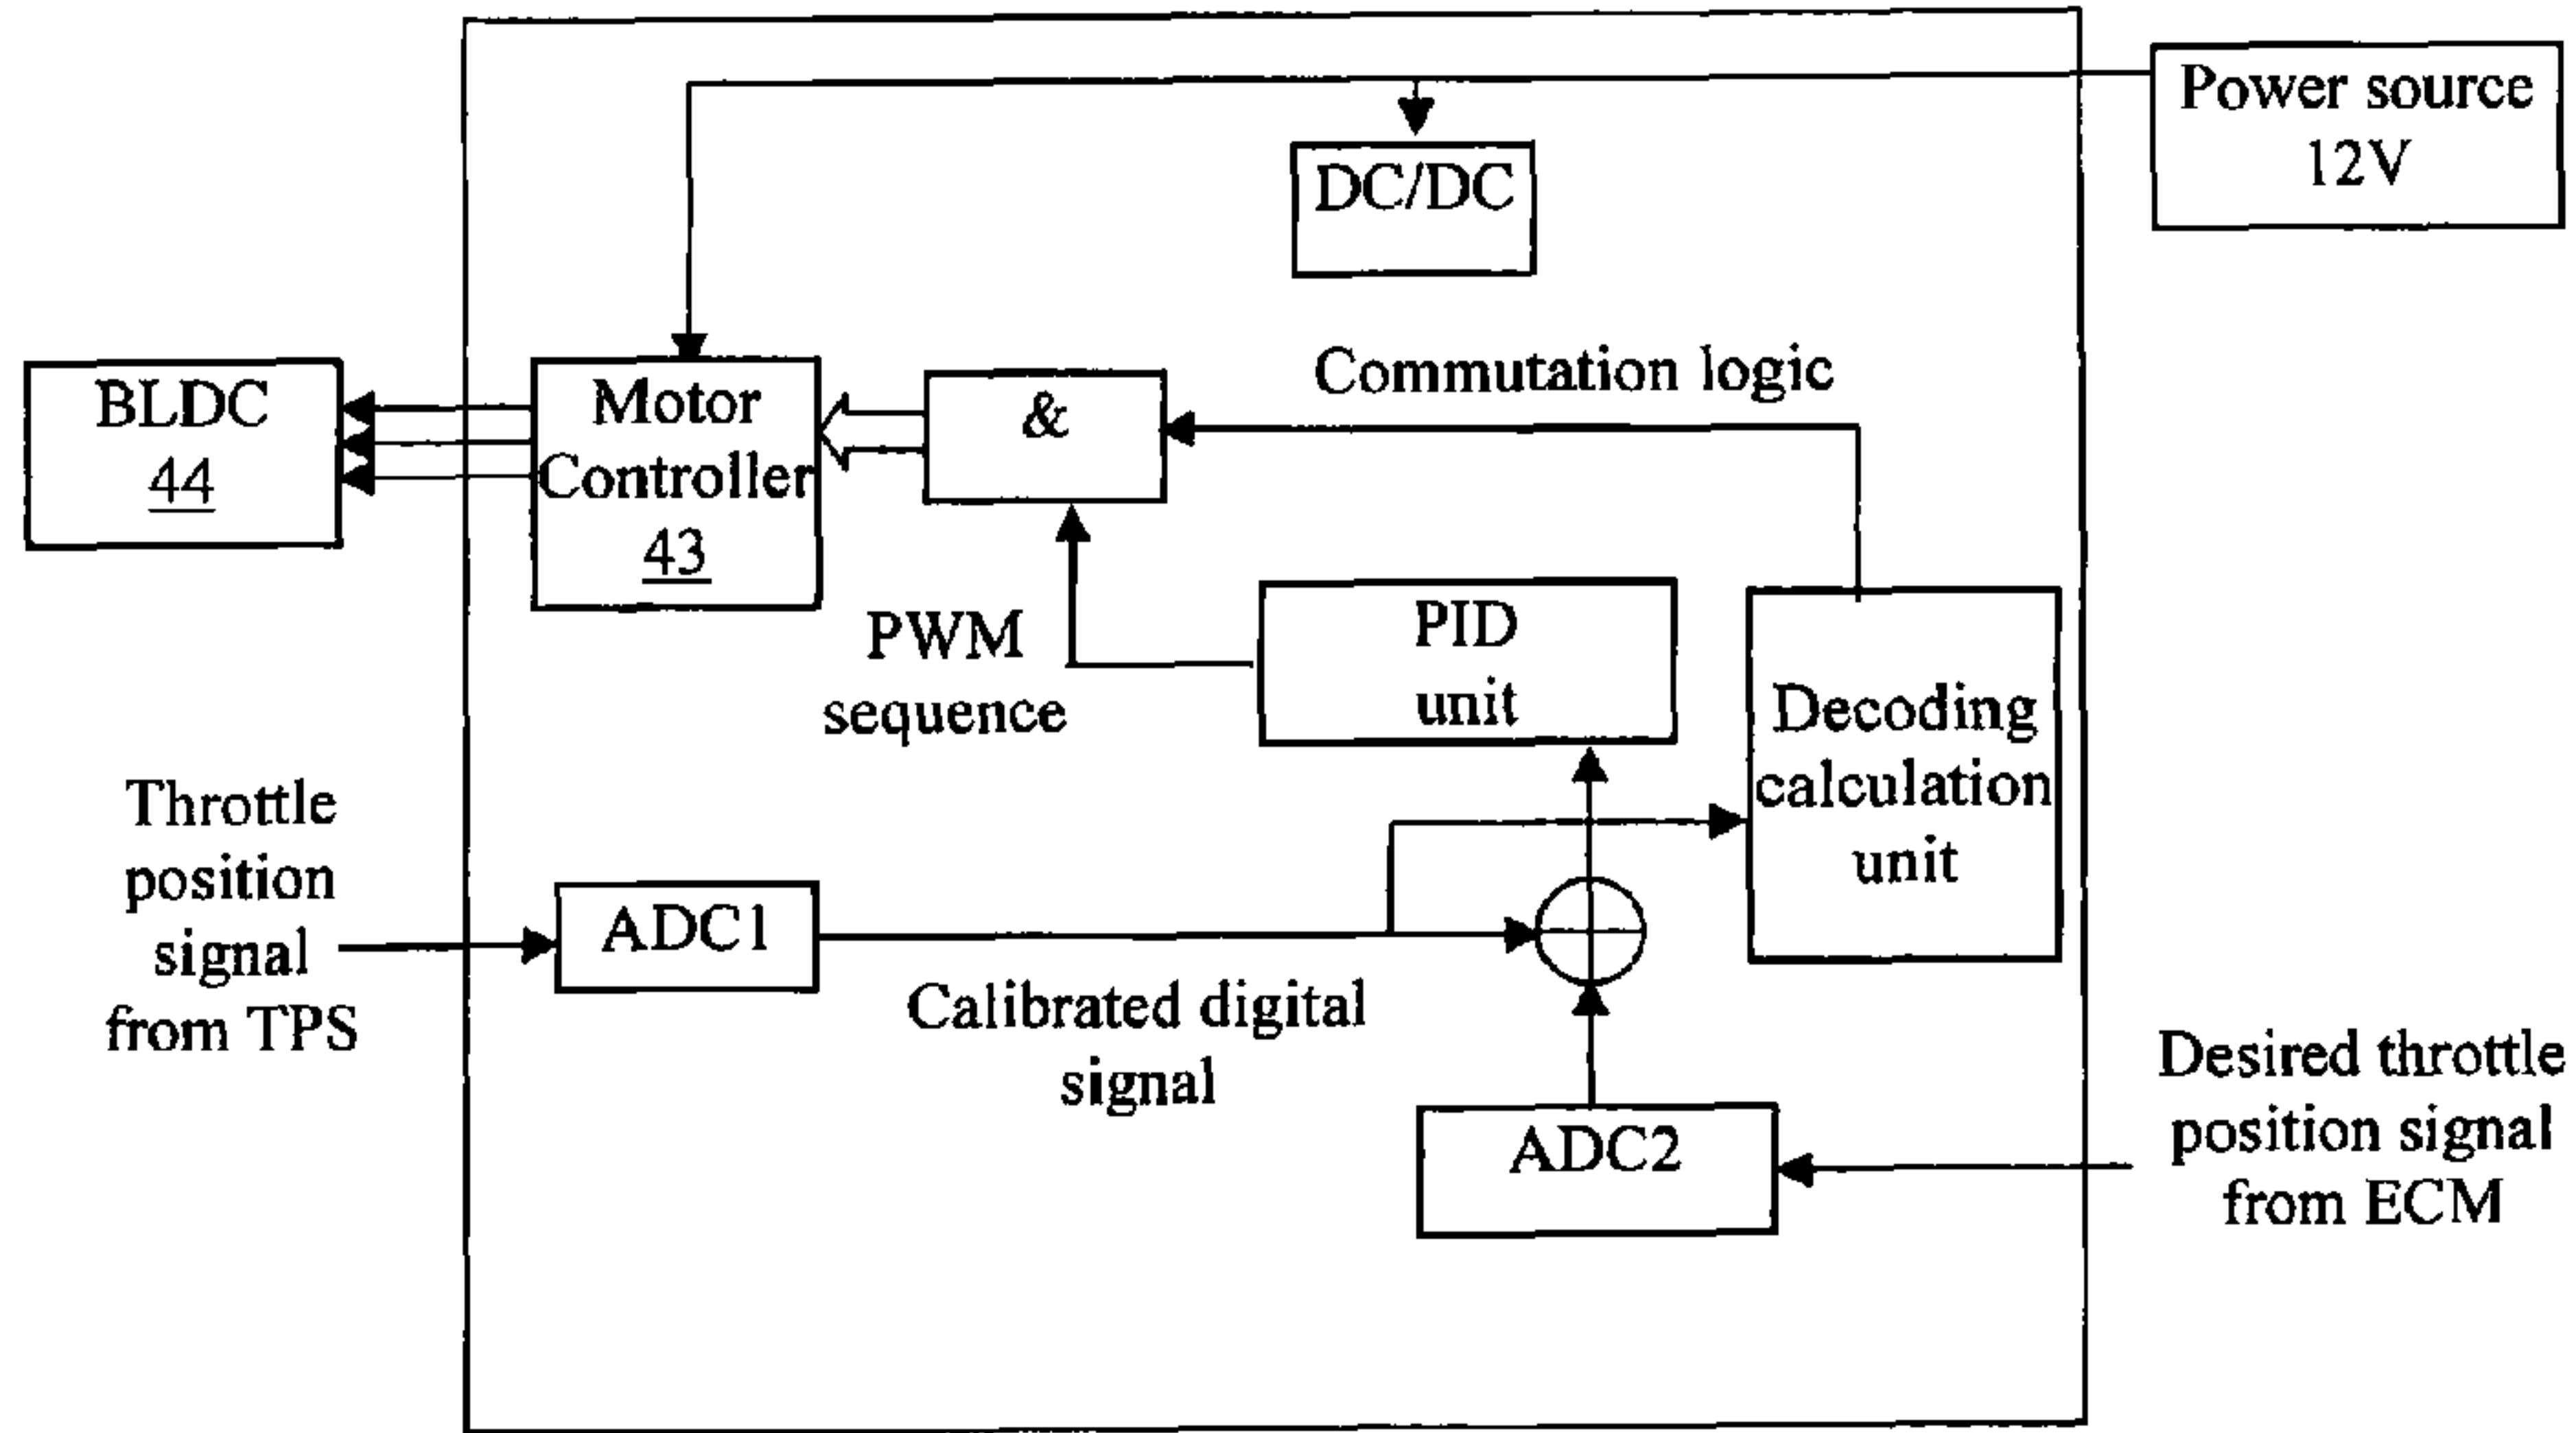 Power source
12V
DC/DC
BLDC
44
Motor
Controller
43
&
Commutation logic
PWM
sequence
PID
unit
Decoding
calculation
unit
Throttle
position
signal
from TPS
ADC1
Calibrated digital
signal
ADC2
Desired throttle
position signal
from ECM